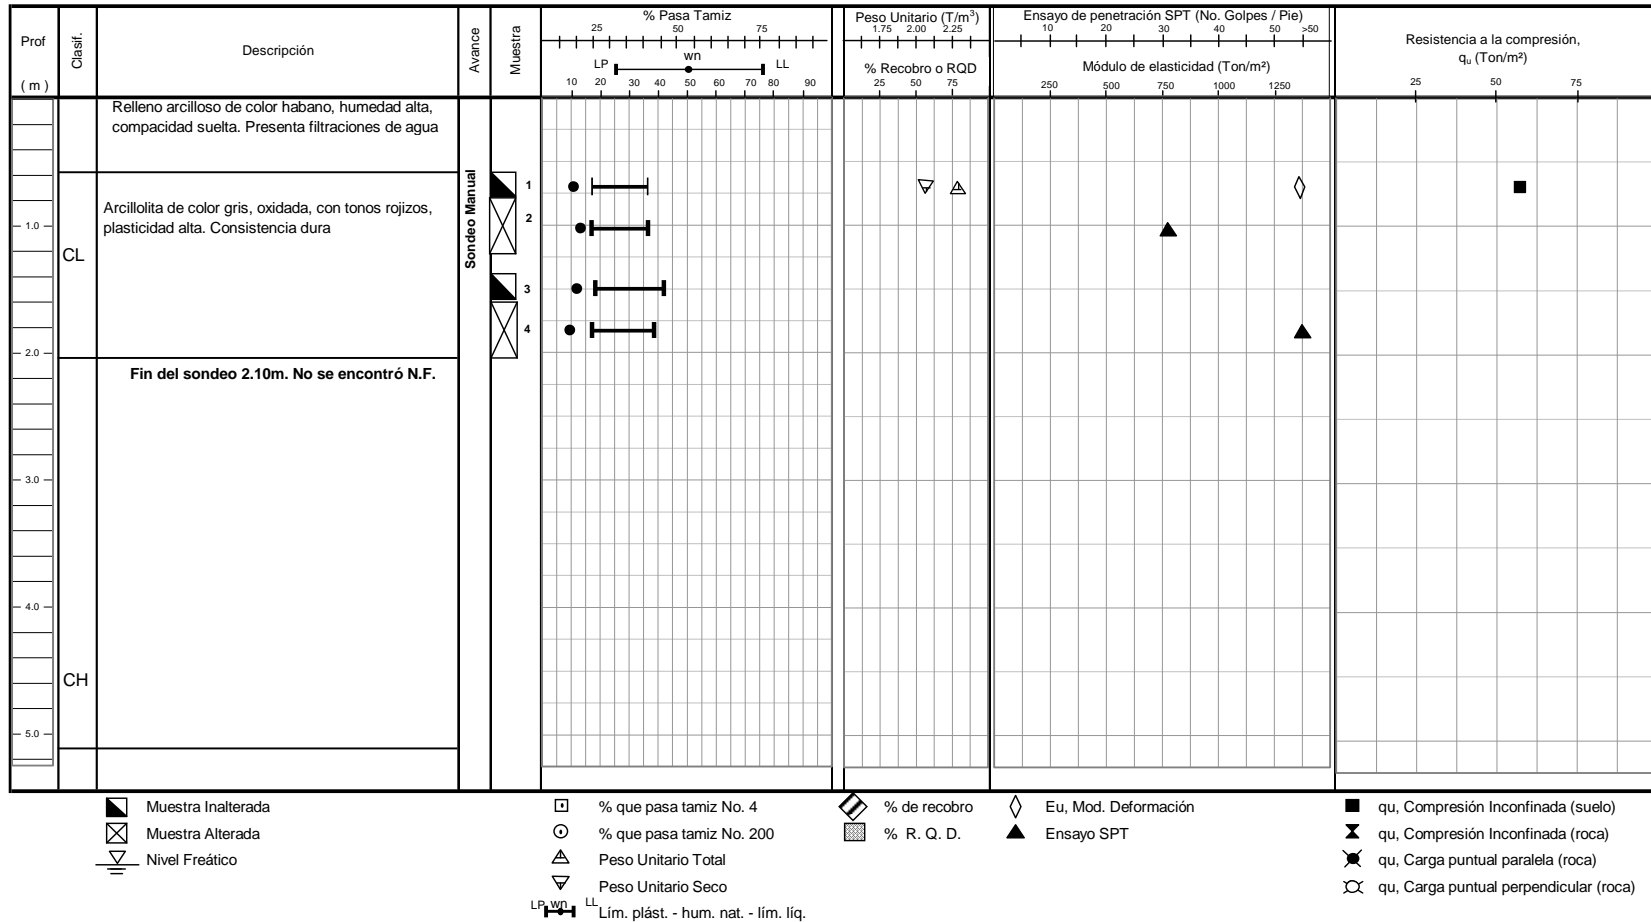 Prof
( m )
Clasif.
Descripción
Avance
Muestra
% Pasa Tamiz
25 50 75
LP wn LL
10 20 30 40 50 60 70 80 90
Peso Unitario (T/m³)
1.75 2.00 2.25
% Recobro o RQD
25 50 75
Ensayo de penetración SPT (No. Golpes / Pie)
10 20 30 40 50 >50
Módulo de elasticidad (Ton/m²)
250 500 750 1000 1250
Resistencia a la compresión,
qᵤ (Ton/m²)
25 50 75
Relleno arcilloso de color habano, humedad alta,
compacidad suelta. Presenta filtraciones de agua
Sondeo Manual
1
Arcillolita de color gris, oxidada, con tonos rojizos,
plasticidad alta. Consistencia dura
2
1.0
CL
3
4
2.0
Fin del sondeo 2.10m. No se encontró N.F.
3.0
4.0
CH
5.0
Muestra Inalterada
Muestra Alterada
Nivel Freático
% que pasa tamiz No. 4
% que pasa tamiz No. 200
Peso Unitario Total
Peso Unitario Seco
LP wn LL Lím. plást. - hum. nat. - lím. líq.
% de recobro
% R. Q. D.
Eu, Mod. Deformación
Ensayo SPT
qu, Compresión Inconfinada (suelo)
qu, Compresión Inconfinada (roca)
qu, Carga puntual paralela (roca)
qu, Carga puntual perpendicular (roca)